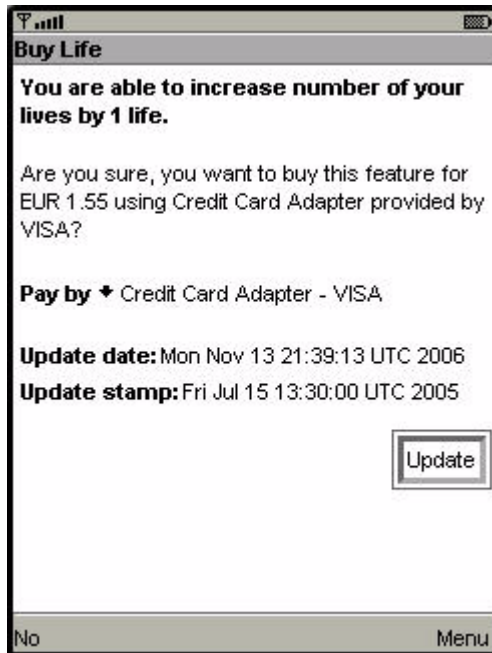 Buy Life
You are able to increase number of your
lives by 1 life.
Are you sure, you want to buy this feature for
EUR 1.55 using Credit Card Adapter provided by
VISA?
Pay by Credit Card Adapter - VISA
Update date: Mon Nov 13 21:39:13 UTC 2006
Update stamp: Fri Jul 15 13:30:00 UTC 2005
Update
No Menu